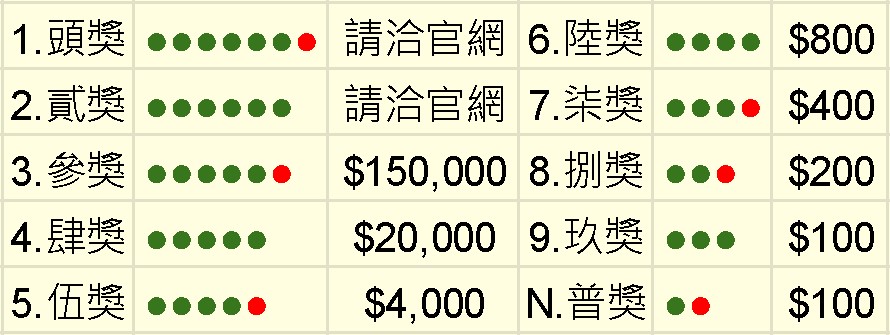 1.頭獎 ●●●●●●● 請洽官網 6.陸獎 ●●●● $800
2.貳獎 ●●●●●● 請洽官網 7.柒獎 ●●●● $400
3.參獎 ●●●●●● $150,000 8.捌獎 ●●● $200
4.肆獎 ●●●●● $20,000 9.玖獎 ●●● $100
5.伍獎 ●●●●● $4,000 N.普獎 ●● $100